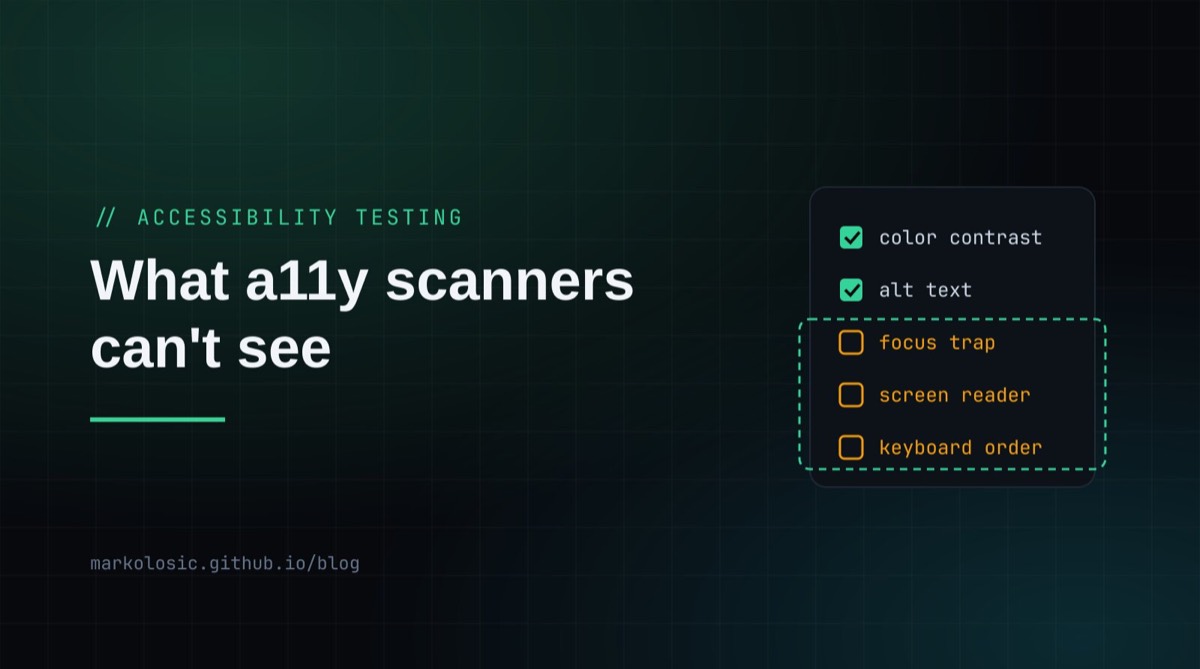 // ACCESSIBILITY TESTING
What a11y scanners
can't see
markolosic.github.io/blog
color contrast
alt text
focus trap
screen reader
keyboard order